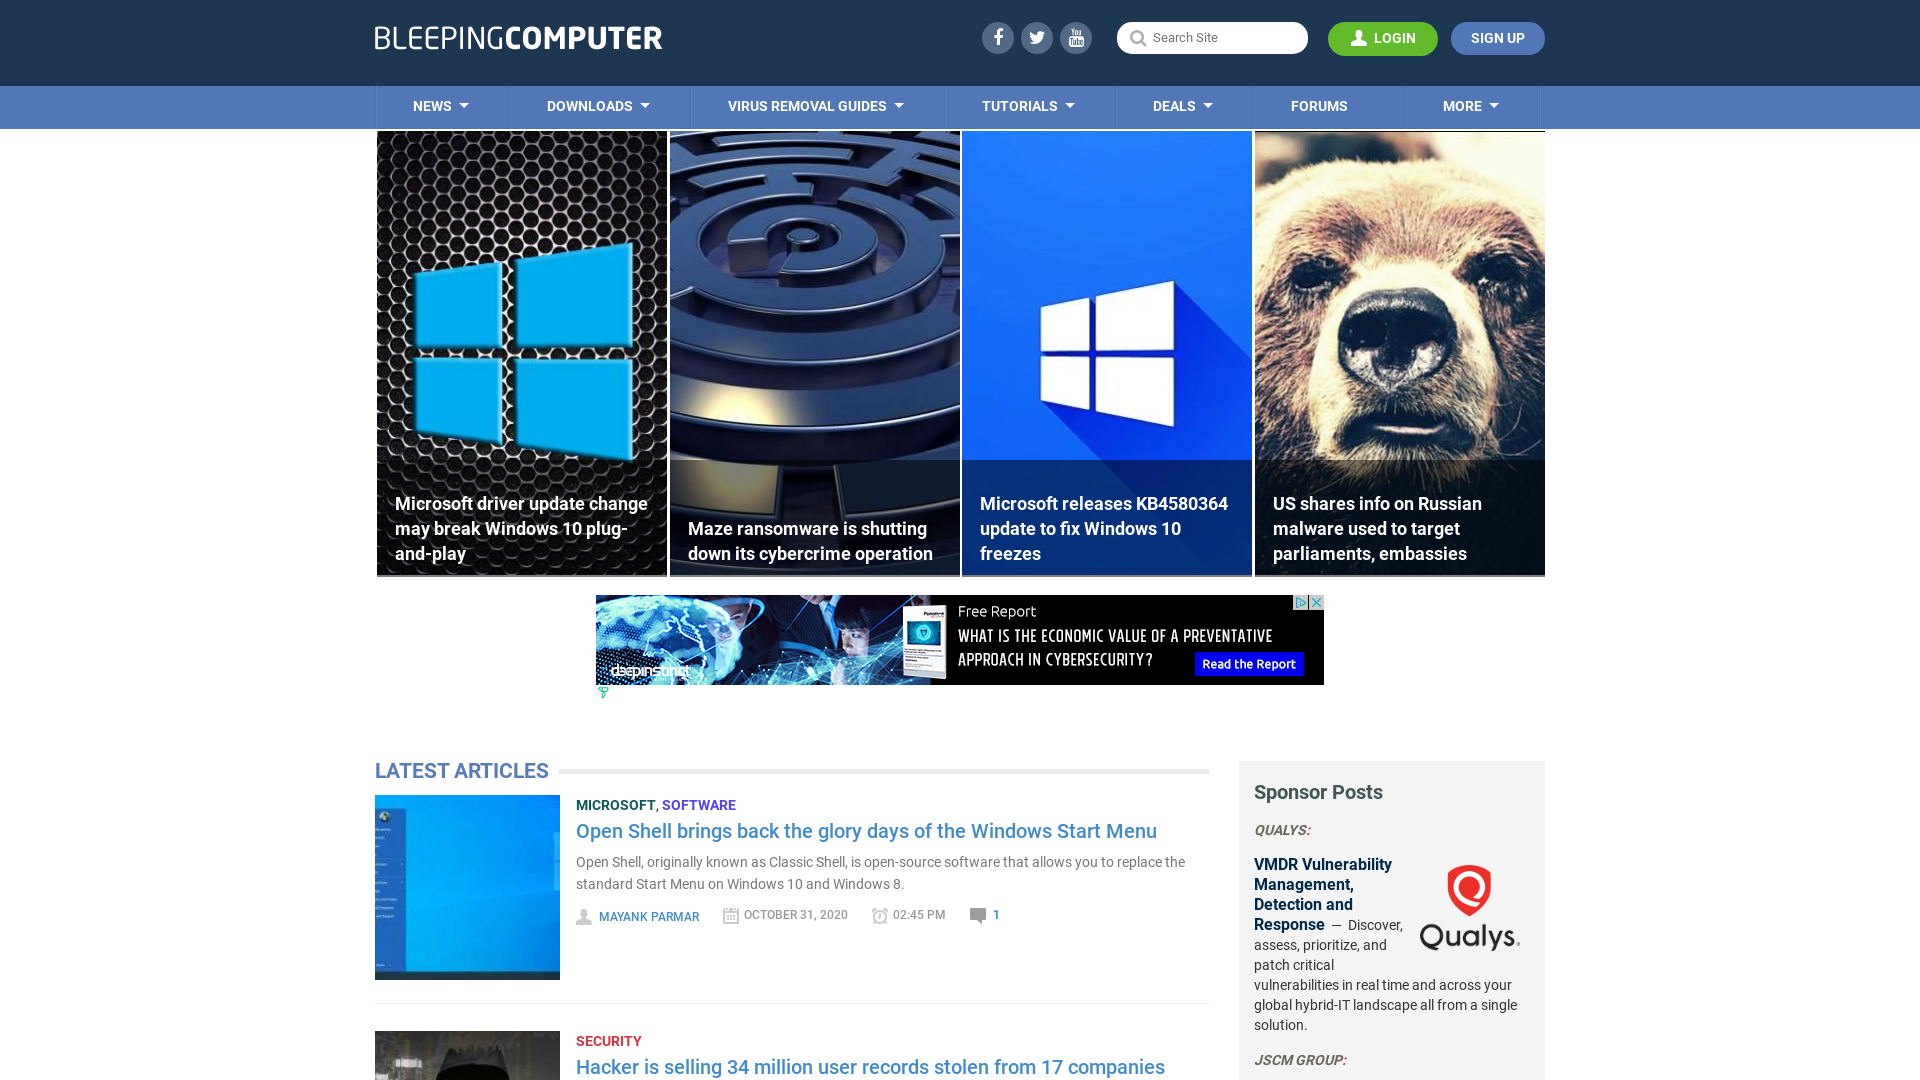 BLEEPINGCOMPUTER
Search Site
LOGIN
SIGN UP
NEWS
DOWNLOADS
VIRUS REMOVAL GUIDES
TUTORIALS
DEALS
FORUMS
MORE
Microsoft driver update change
may break Windows 10 plug-
and-play
Maze ransomware is shutting
down its cybercrime operation
Microsoft releases KB4580364
update to fix Windows 10
freezes
US shares info on Russian
malware used to target
parliaments, embassies
deepinstinct
Free Report
WHAT IS THE ECONOMIC VALUE OF A PREVENTATIVE
APPROACH IN CYBERSECURITY?
Read the Report
LATEST ARTICLES
MICROSOFT, SOFTWARE
Open Shell brings back the glory days of the Windows Start Menu
Open Shell, originally known as Classic Shell, is open-source software that allows you to replace the
standard Start Menu on Windows 10 and Windows 8.
MAYANK PARMAR OCTOBER 31, 2020 02:45 PM 1
SECURITY
Hacker is selling 34 million user records stolen from 17 companies
Sponsor Posts
QUALYS:
VMDR Vulnerability
Management,
Detection and
Response — Discover,
assess, prioritize, and
patch critical
vulnerabilities in real time and across your
global hybrid-IT landscape all from a single
solution.
Qualys.
JSCM GROUP: